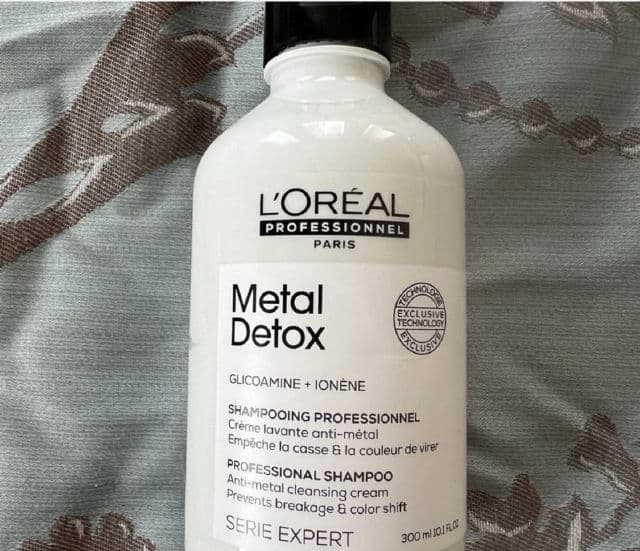 L'ORÉAL
PROFESSIONNEL
PARIS
Metal
Detox
TECHNOLOGIE
EXCLUSIVE
TECHNOLOGY
EXCLUSIVE
GLICOAMINE + IONÈNE
SHAMPOOING PROFESSIONNEL
Crème lavante anti-métal
Empêche la casse & la couleur de virer
PROFESSIONAL SHAMPOO
Anti-metal cleansing cream
Prevents breakage & color shift
SERIE EXPERT
300 ml 10.1 FL.OZ